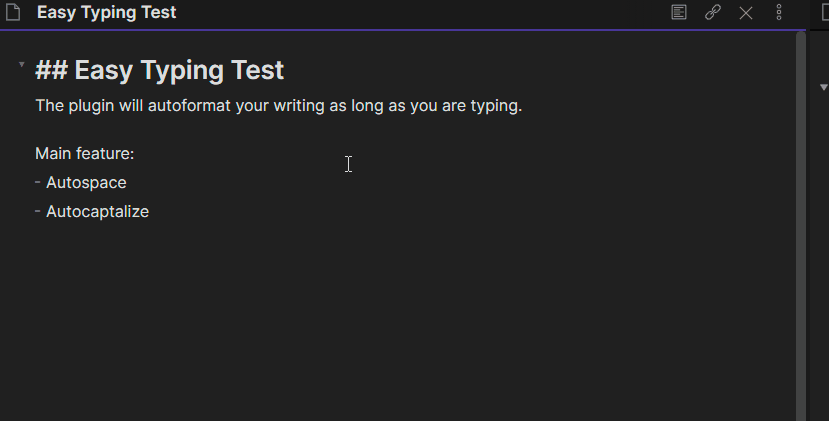 Easy Typing Test
## Easy Typing Test
The plugin will autoformat your writing as long as you are typing.
Main feature:
- Autospace
- Autocaptalize